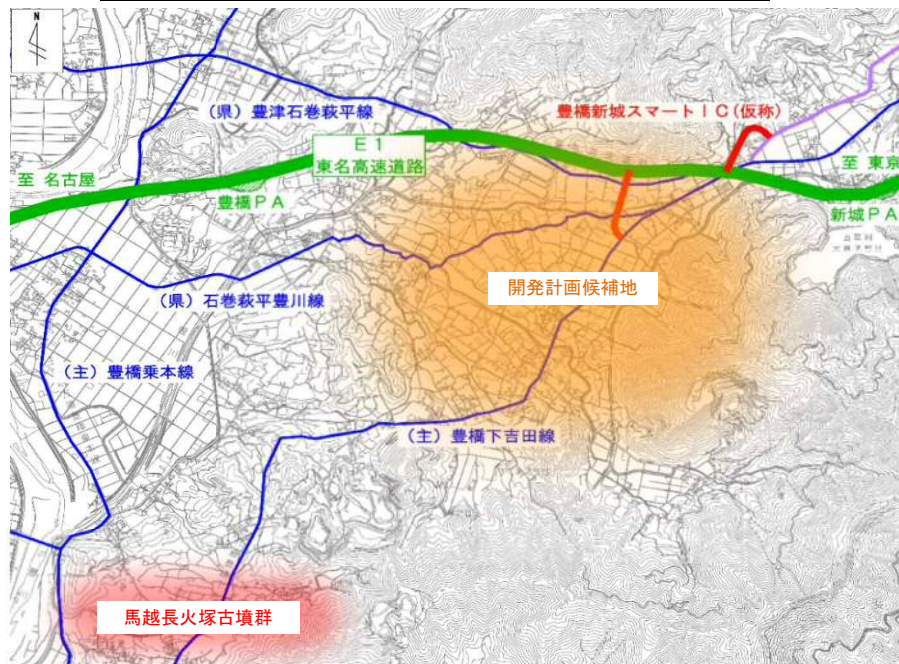 N
(県)豊津石巻萩平線
豊橋新城スマートIC(仮称)
E1
東名高速道路
至 名古屋
至 東京
豊橋PA
新城PA
開発計画候補地
(県)石巻萩平豊川線
(主)豊橋乗本線
(主)豊橋下吉田線
馬越長火塚古墳群